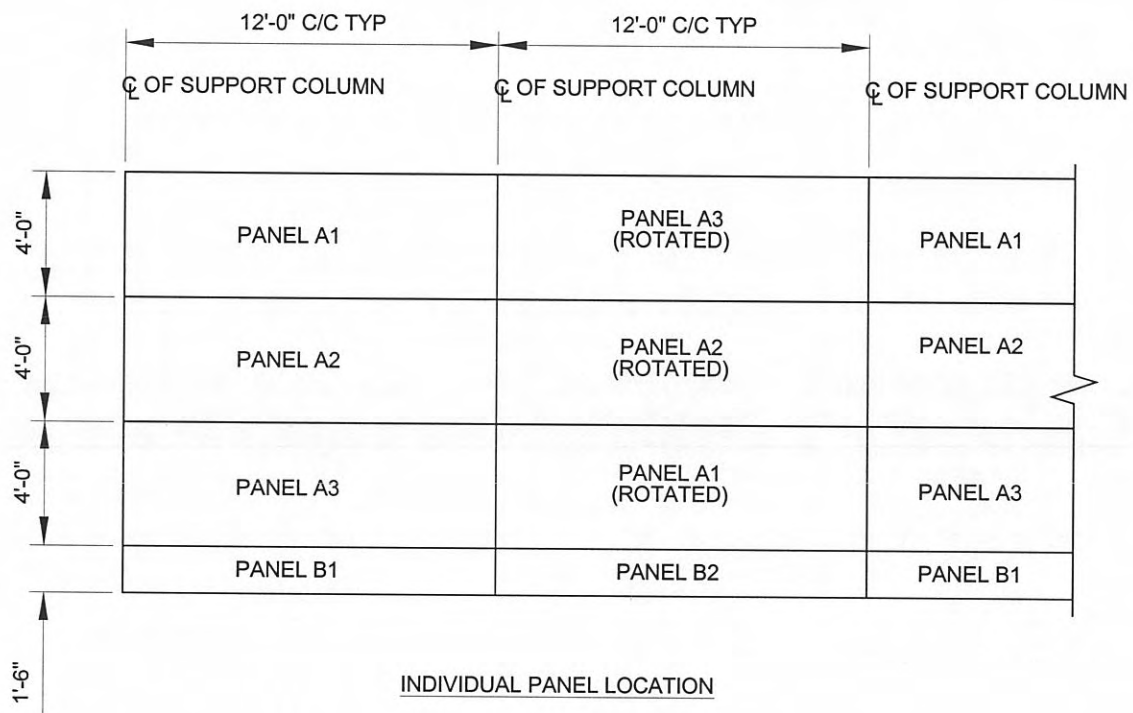 12'-0" C/C TYP 12'-0" C/C TYP
℄ OF SUPPORT COLUMN ℄ OF SUPPORT COLUMN ℄ OF SUPPORT COLUMN
4'-0" PANEL A1 PANEL A3 PANEL A1
(ROTATED)
4'-0" PANEL A2 PANEL A2 PANEL A2
(ROTATED)
4'-0" PANEL A3 PANEL A1 PANEL A3
(ROTATED)
PANEL B1 PANEL B2 PANEL B1
1'-6"
INDIVIDUAL PANEL LOCATION